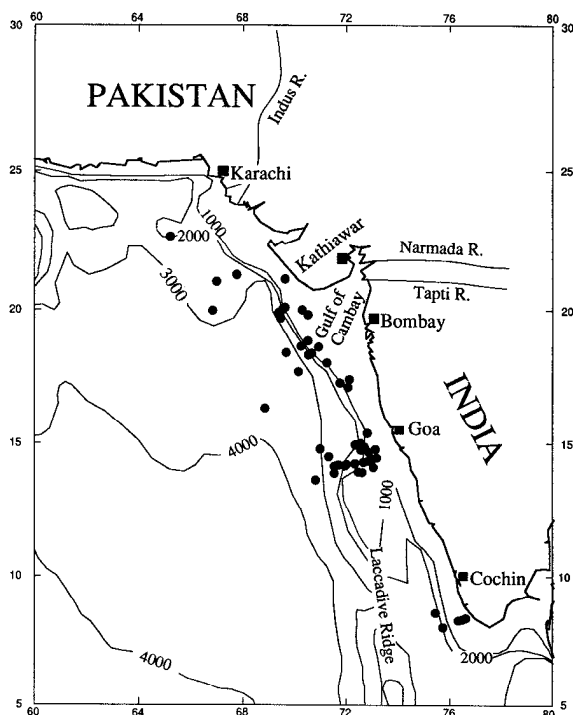 60 64 68 72 76 80
30 30
PAKISTAN
Indus R.
25 25
Karachi
1000
2000
Kathiawar
Narmada R.
3000
Tapti R.
20 20
Gulf of
Cambay
Bombay
INDIA
Goa
4000
15 15
1000
Laccadive Ridge
10 10
Cochin
4000
2000
5 5
60 64 68 72 76 80